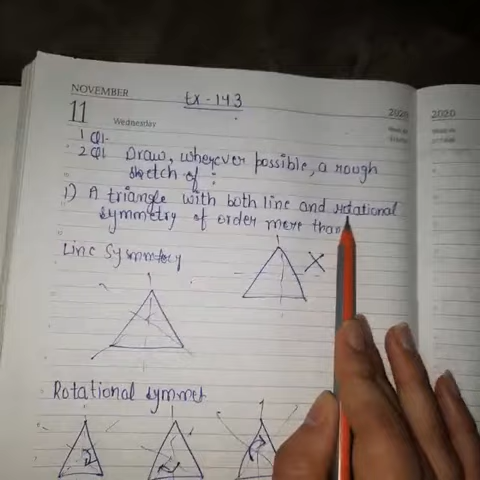 NOVEMBER
Ex-14.3
11
Wednesday
2020
2020
1 Q1.
2 Q1 Draw, wherever possible, a rough
sketch of :
1) A triangle with both line and rotational
symmetry of order more than
Line Symmetry
Rotational symmet